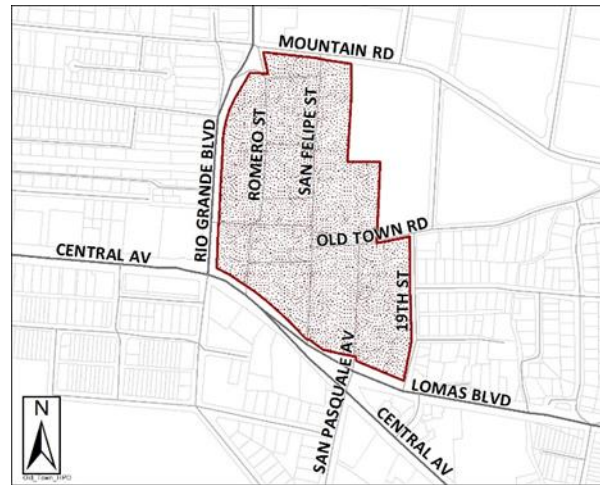 MOUNTAIN RD
RIO GRANDE BLVD
ROMERO ST
SAN FELIPE ST
OLD TOWN RD
CENTRAL AV
19TH ST
SAN PASQUALE AV
LOMAS BLVD
CENTRAL AV
N
Old_Town_HPO